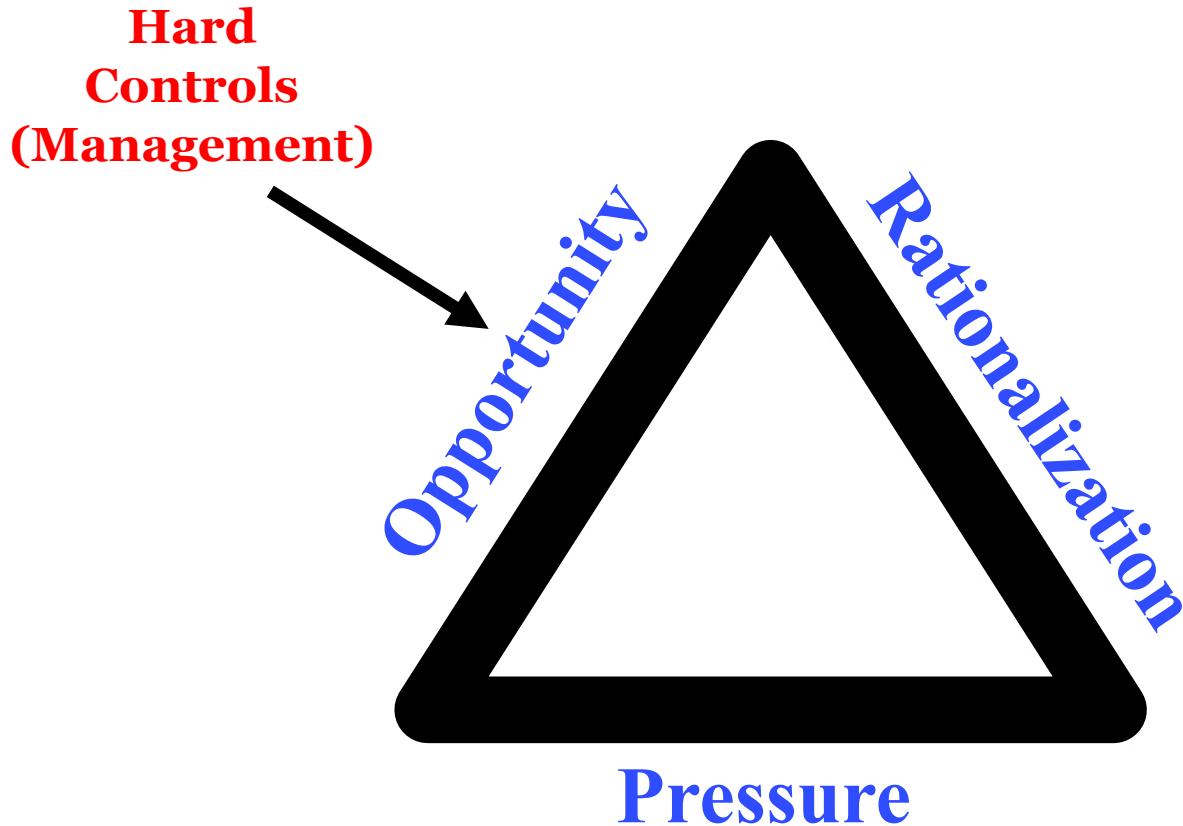 Hard
Controls
(Management)
Opportunity
Rationalization
Pressure